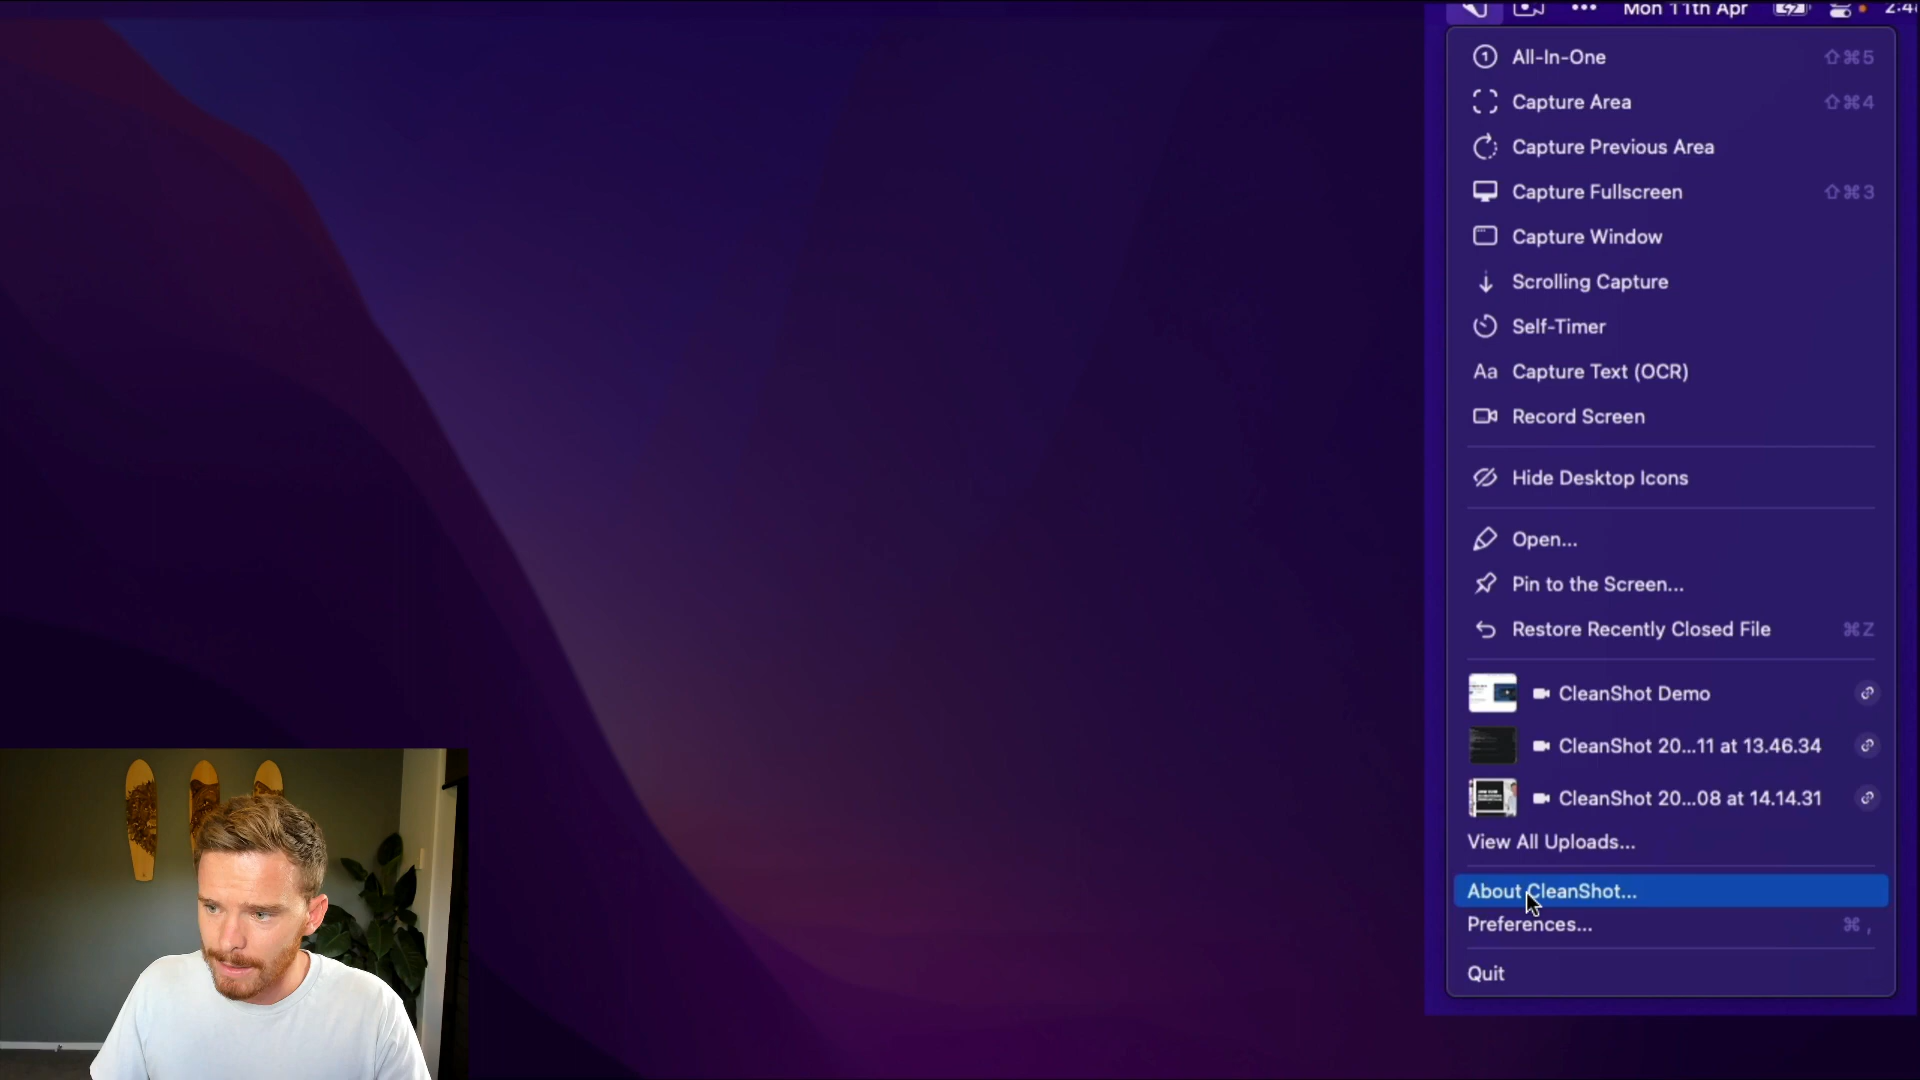 Mon 11th Apr
All-In-One ⇧⌘5
Capture Area ⇧⌘4
Capture Previous Area
Capture Fullscreen ⇧⌘3
Capture Window
Scrolling Capture
Self-Timer
Aa Capture Text (OCR)
Record Screen
Hide Desktop Icons
Open...
Pin to the Screen...
Restore Recently Closed File ⌘Z
CleanShot Demo
CleanShot 20...11 at 13.46.34
CleanShot 20...08 at 14.14.31
View All Uploads...
About CleanShot...
Preferences... ⌘,
Quit